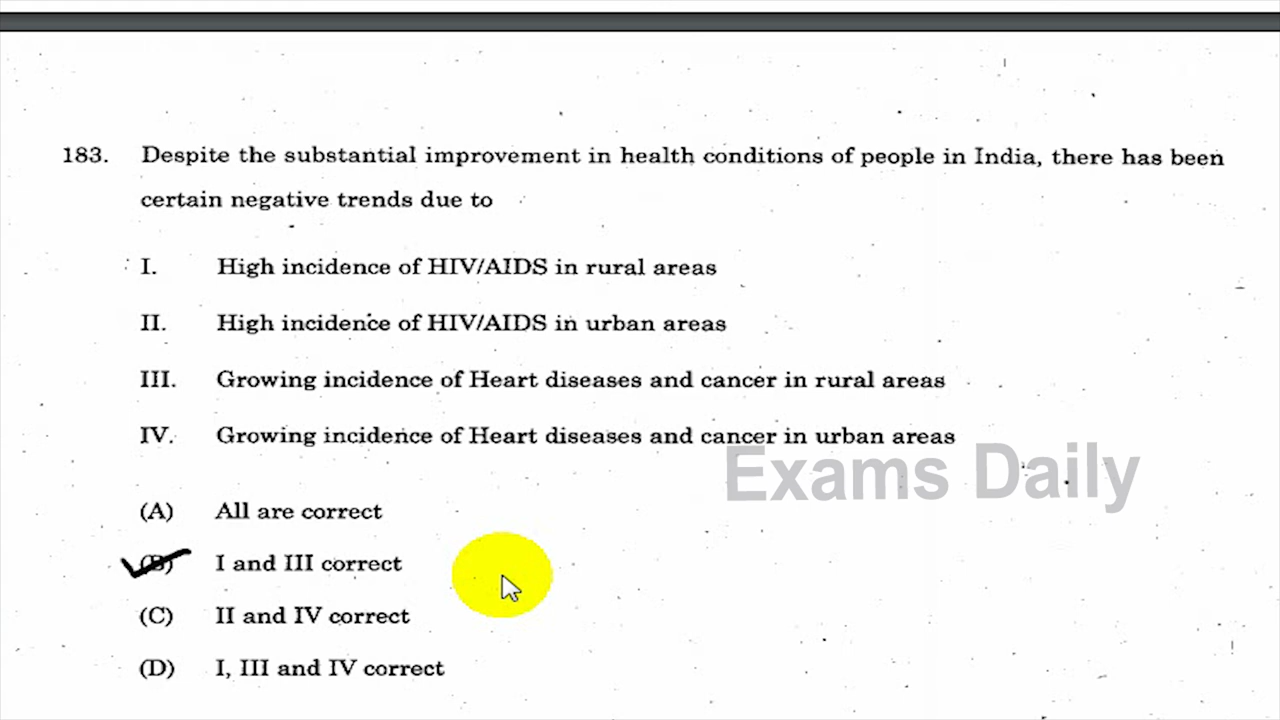 183. Despite the substantial improvement in health conditions of people in India, there has been
certain negative trends due to
I. High incidence of HIV/AIDS in rural areas
II. High incidence of HIV/AIDS in urban areas
III. Growing incidence of Heart diseases and cancer in rural areas
IV. Growing incidence of Heart diseases and cancer in urban areas
Exams Daily
(A) All are correct
(B) I and III correct
(C) II and IV correct
(D) I, III and IV correct